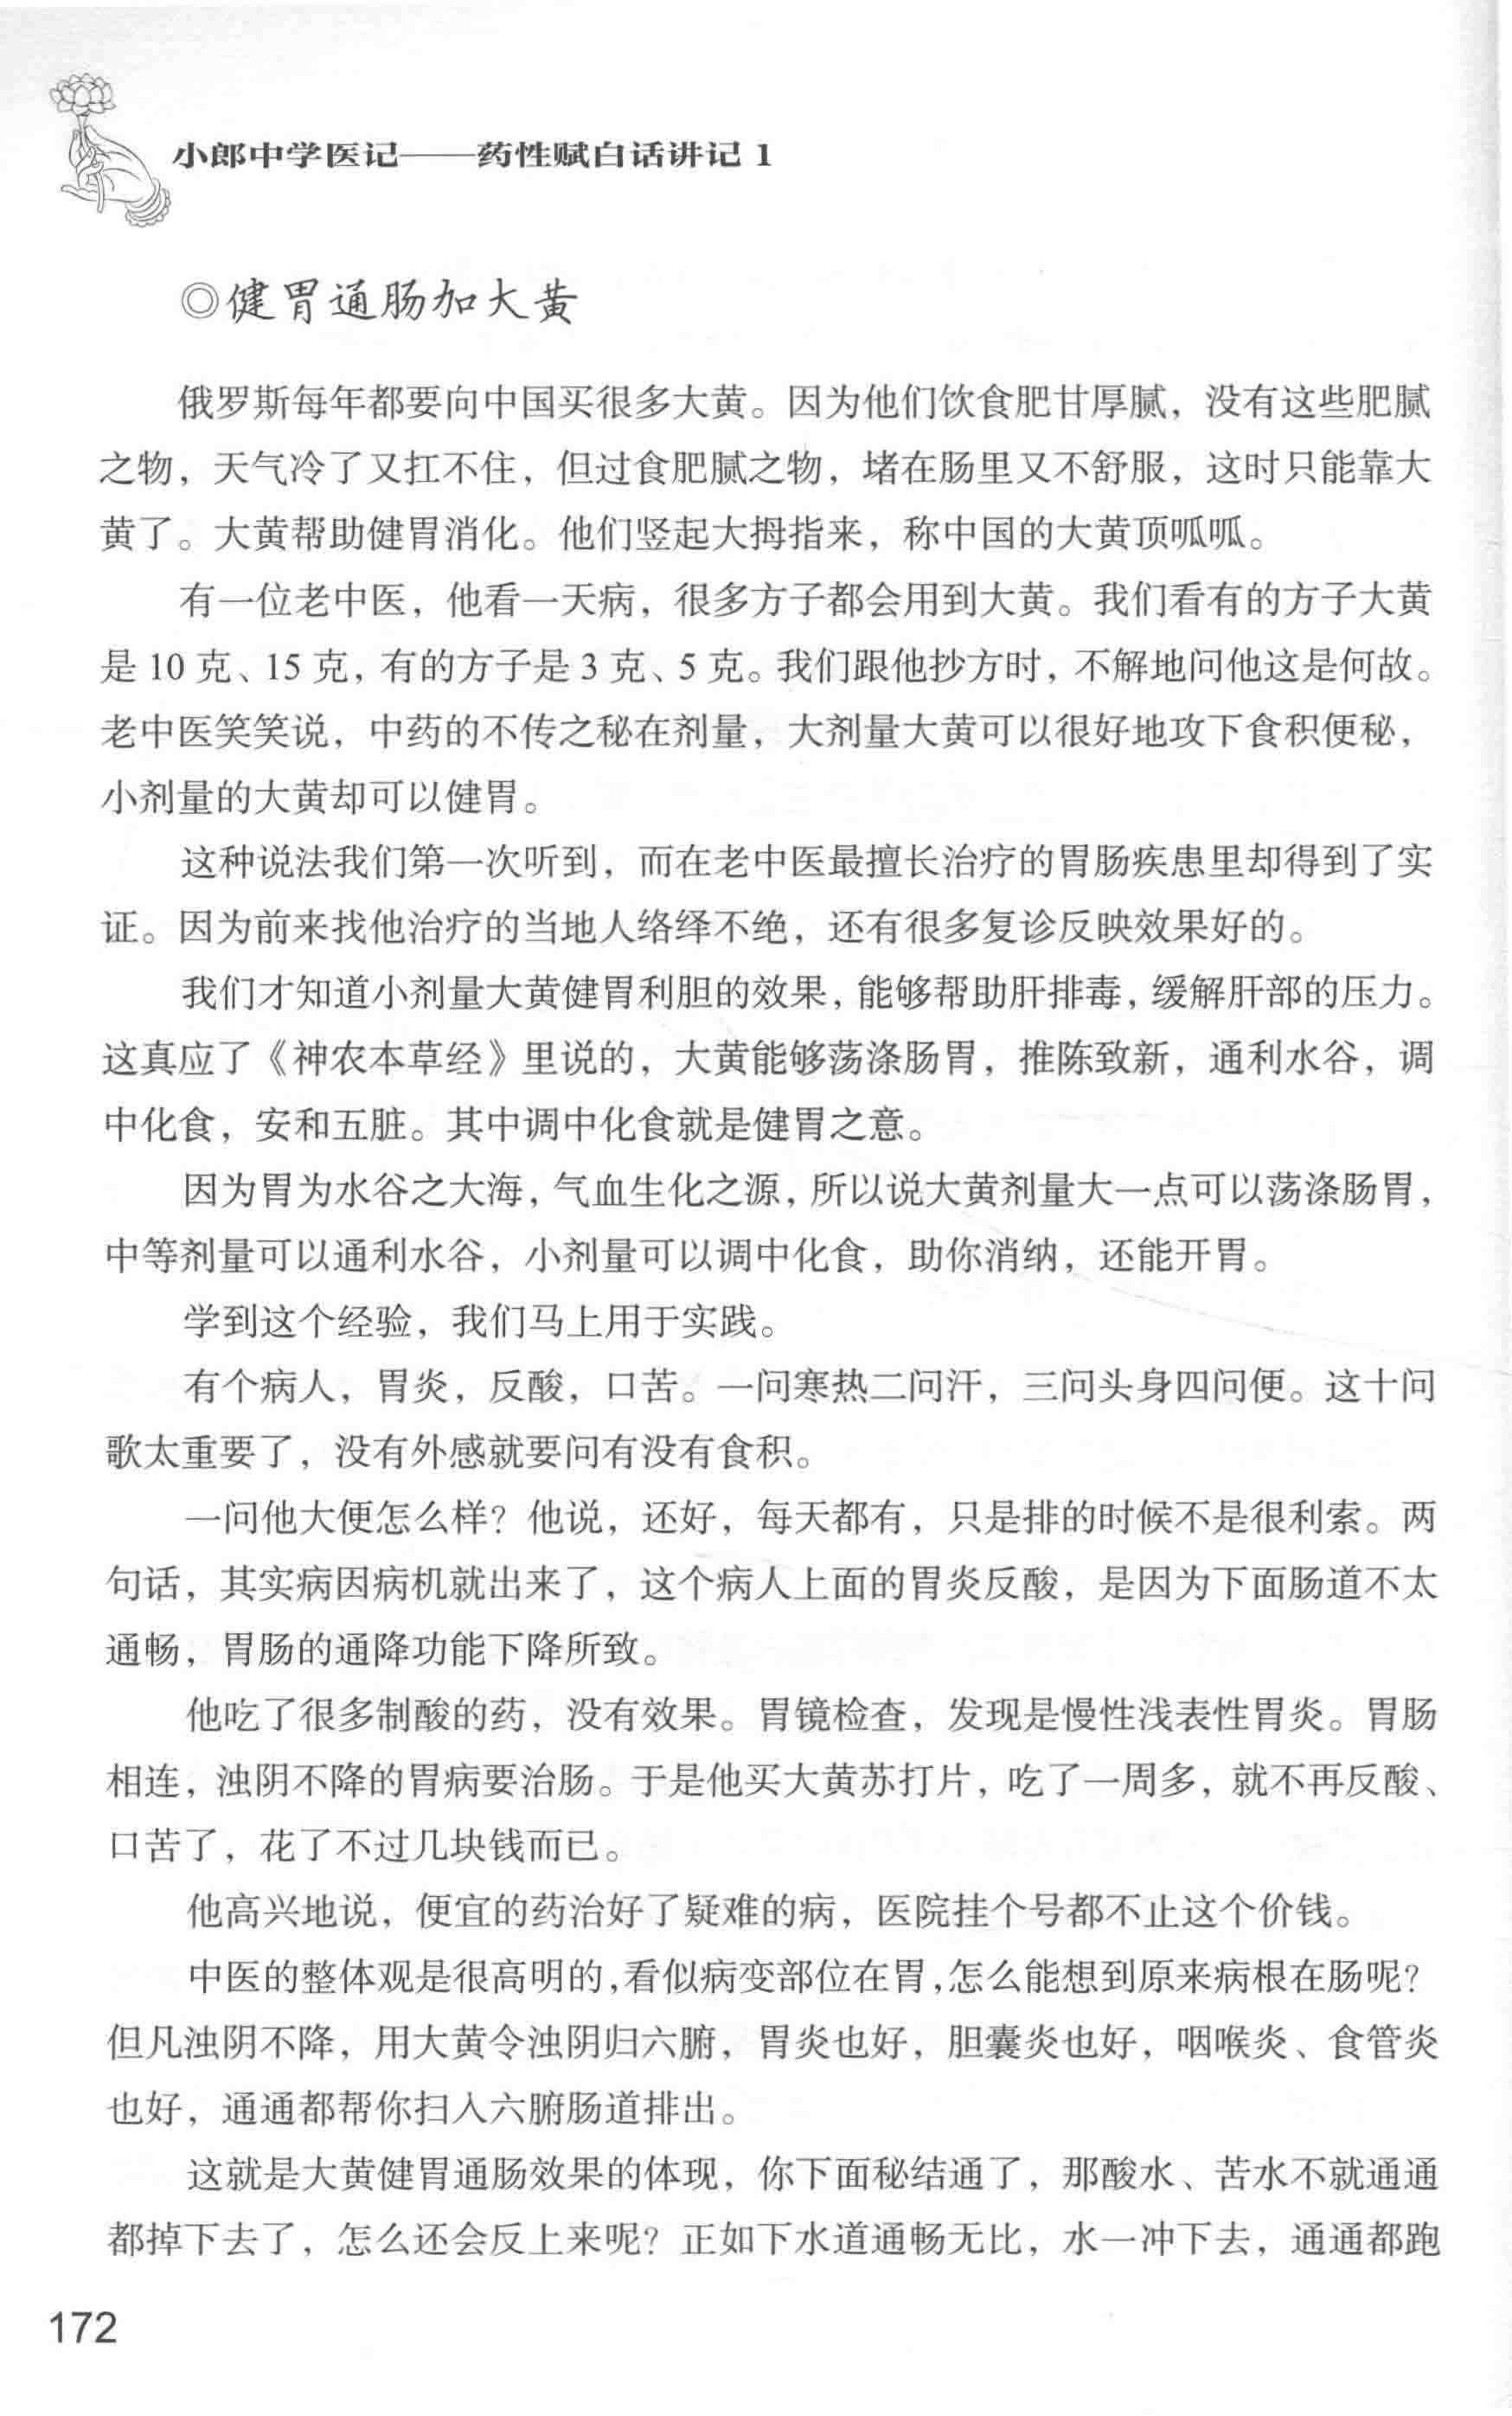 小郎中学医记——药性赋白话讲记 1
◎健胃通肠加大黄
俄罗斯每年都要向中国买很多大黄。因为他们饮食肥甘厚腻，没有这些肥腻
之物，天气冷了又扛不住，但过食肥腻之物，堵在肠里又不舒服，这时只能靠大
黄了。大黄帮助健胃消化。他们竖起大拇指来，称中国的大黄顶呱呱。
有一位老中医，他看一天病，很多方子都会用到大黄。我们看有的方子大黄
是 10 克、15 克，有的方子是 3 克、5 克。我们跟他抄方时，不解地问他这是何故。
老中医笑笑说，中药的不传之秘在剂量，大剂量大黄可以很好地攻下食积便秘，
小剂量的大黄却可以健胃。
这种说法我们第一次听到，而在老中医最擅长治疗的胃肠疾患里却得到了实
证。因为前来找他治疗的当地人络绎不绝，还有很多复诊反映效果好的。
我们才知道小剂量大黄健胃利胆的效果，能够帮助肝排毒，缓解肝部的压力。
这真应了《神农本草经》里说的，大黄能够荡涤肠胃，推陈致新，通利水谷，调
中化食，安和五脏。其中调中化食就是健胃之意。
因为胃为水谷之大海，气血生化之源，所以说大黄剂量大一点可以荡涤肠胃，
中等剂量可以通利水谷，小剂量可以调中化食，助你消纳，还能开胃。
学到这个经验，我们马上用于实践。
有个病人，胃炎，反酸，口苦。一问寒热二问汗，三问头身四问便。这十问
歌太重要了，没有外感就要问有没有食积。
一问他大便怎么样？他说，还好，每天都有，只是排的时候不是很利索。两
句话，其实病因病机就出来了，这个病人上面的胃炎反酸，是因为下面肠道不太
通畅，胃肠的通降功能下降所致。
他吃了很多制酸的药，没有效果。胃镜检查，发现是慢性浅表性胃炎。胃肠
相连，浊阴不降的胃病要治肠。于是他买大黄苏打片，吃了一周多，就不再反酸、
口苦了，花了不过几块钱而已。
他高兴地说，便宜的药治好了疑难的病，医院挂个号都不止这个价钱。
中医的整体观是很高明的，看似病变部位在胃，怎么能想到原来病根在肠呢？
但凡浊阴不降，用大黄令浊阴归六腑，胃炎也好，胆囊炎也好，咽喉炎、食管炎
也好，通通都帮你扫入六腑肠道排出。
这就是大黄健胃通肠效果的体现，你下面秘结通了，那酸水、苦水不就通通
都掉下去了，怎么还会反上来呢？正如下水道通畅无比，水一冲下去，通通都跑
172